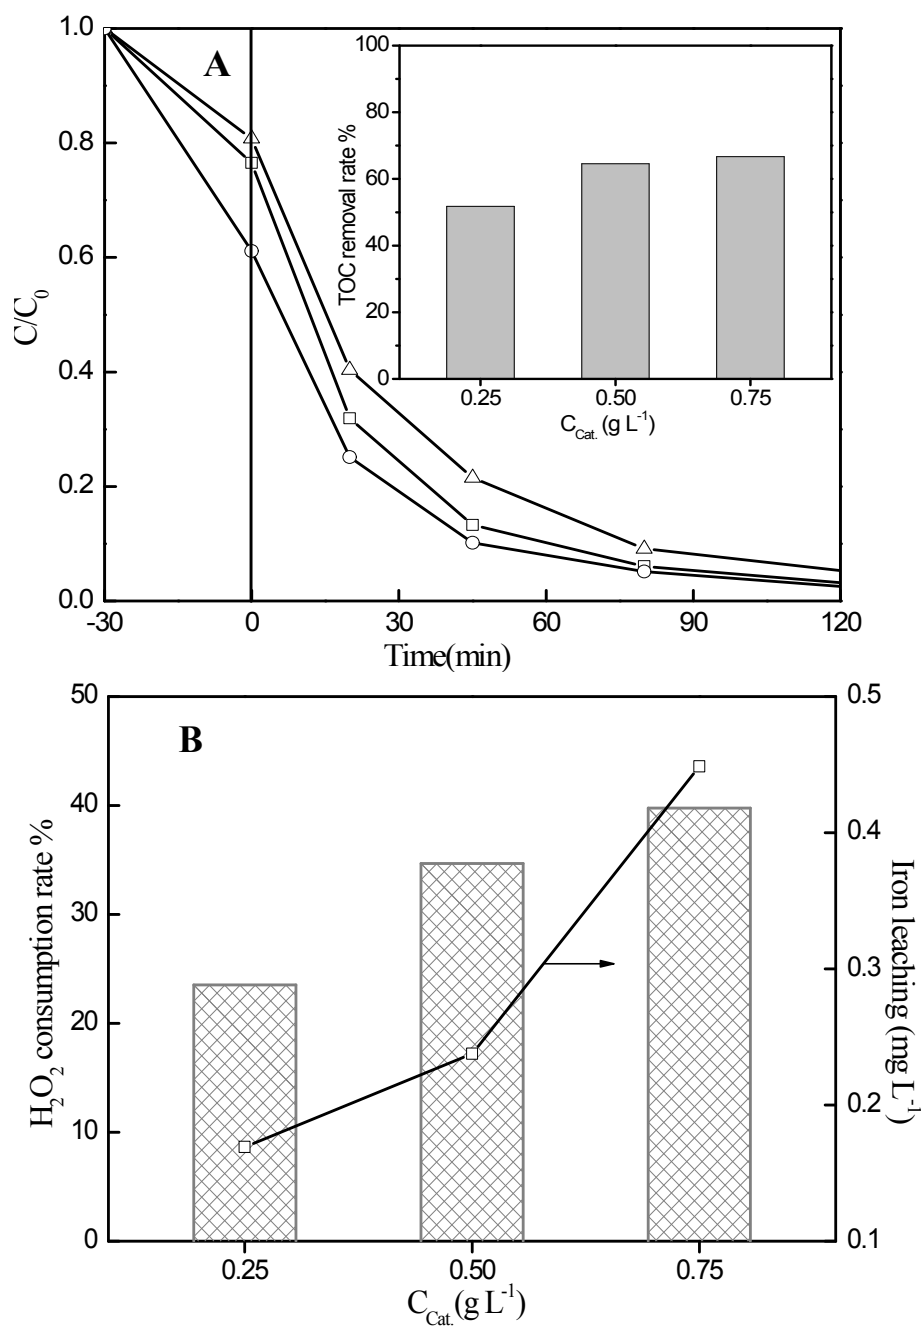 A
1.0
0.8
0.6
0.4
0.2
0.0
C/C0
-30 0 30 60 90 120
Time(min)
100
80
60
40
20
0
TOC removal rate %
0.25 0.50 0.75
CCat. (g L-1)
B
50
40
30
20
10
0
H2O2 consumption rate %
0.5
0.4
0.3
0.2
0.1
Iron leaching (mg L-1)
0.25 0.50 0.75
CCat. (g L-1)